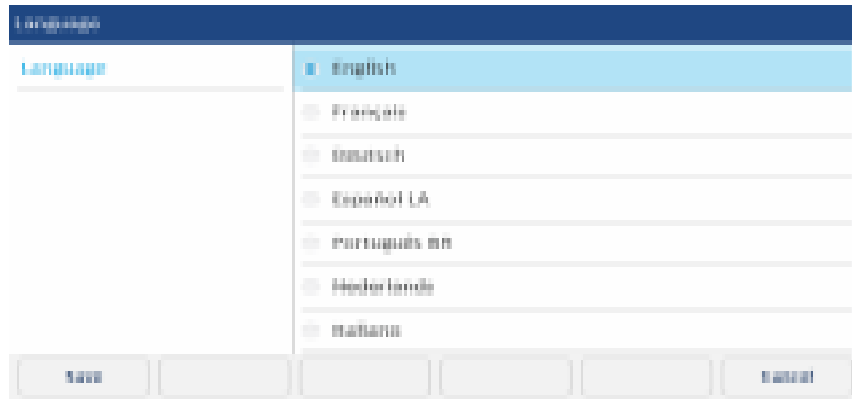 Language
Language
English
Français
Deutsch
Español LA
Português BR
Nederlands
Italiano
Save
Cancel